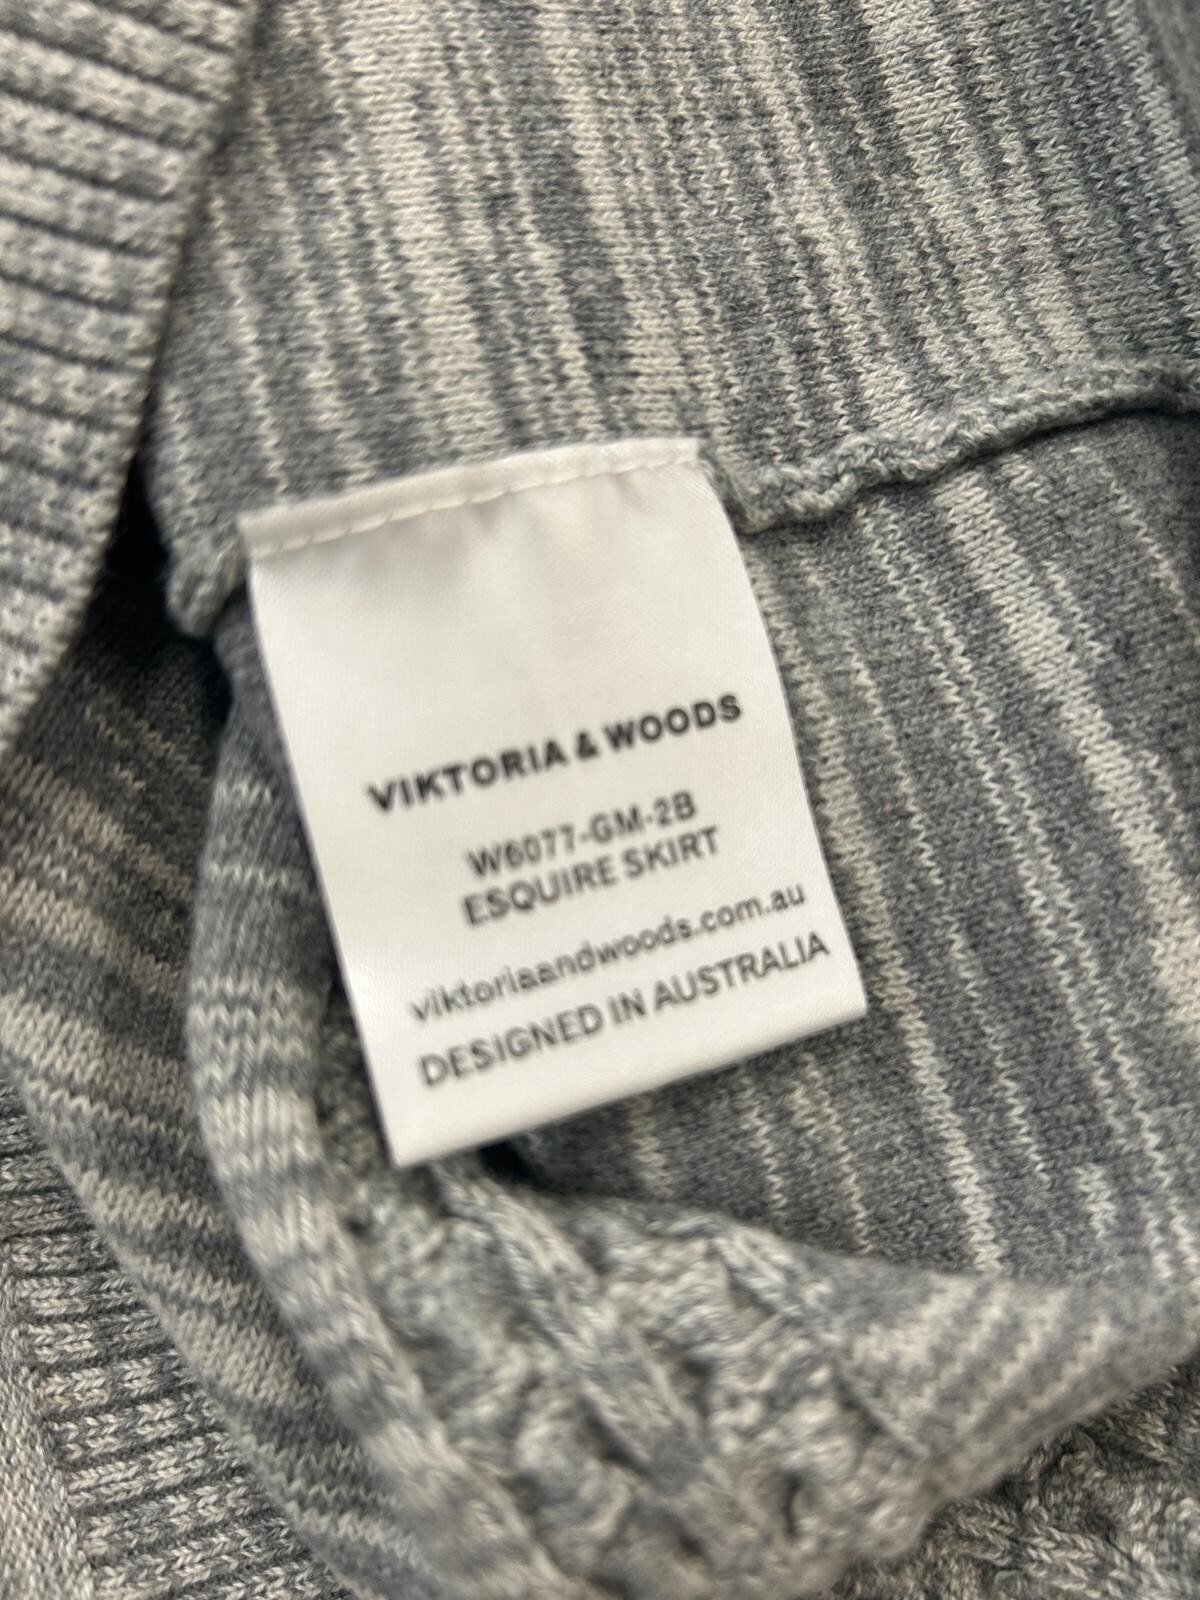 VIKTORIA & WOODS
W6077-GM-2B
ESQUIRE SKIRT
viktoriaandwoods.com.au
DESIGNED IN AUSTRALIA